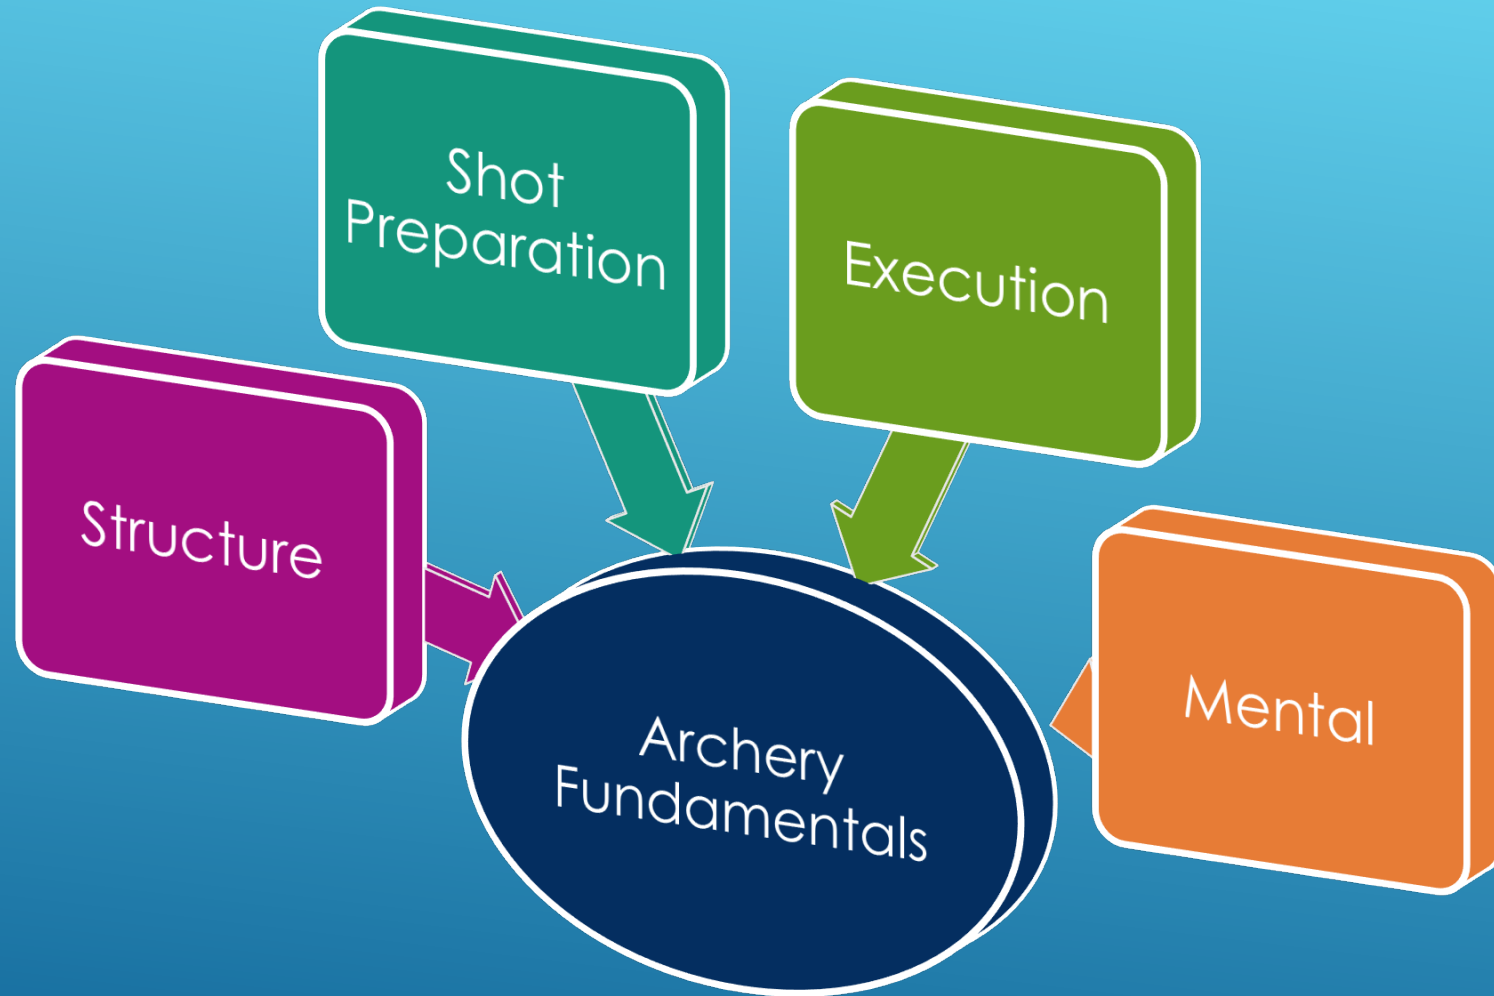 Shot
Preparation
Execution
Structure
Mental
Archery
Fundamentals